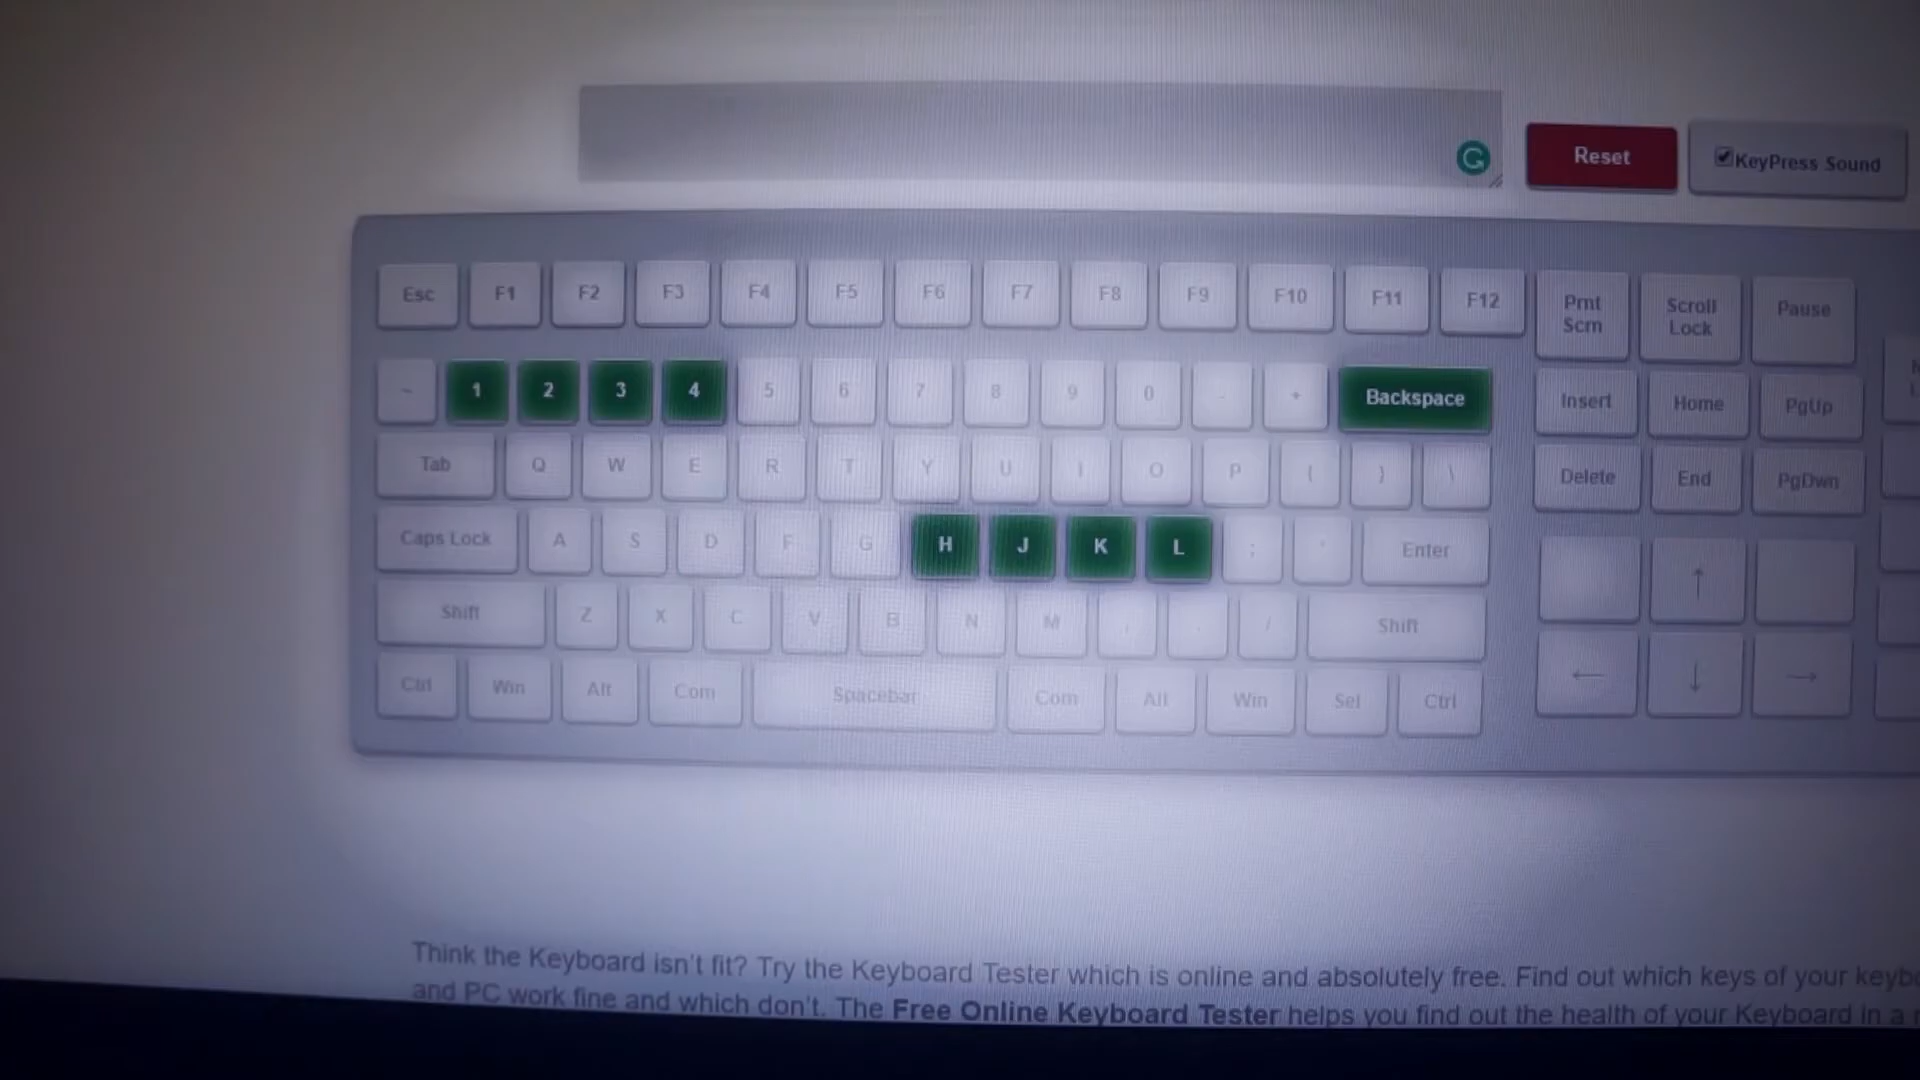 Reset
KeyPress Sound
Esc F1 F2 F3 F4 F5 F6 F7 F8 F9 F10 F11 F12 Prnt Scrn Scroll Lock Pause
~ 1 2 3 4 5 6 7 8 9 0 - + Backspace Insert Home PgUp
Tab Q W E R T Y U I O P { } \ Delete End PgDwn
Caps Lock A S D F G H J K L ; ' Enter
Shift Z X C V B N M , . / Shift ↑
Ctrl Win Alt Com Spacebar Com Alt Win Sel Ctrl ← ↓ →
Think the Keyboard isn't fit? Try the Keyboard Tester which is online and absolutely free. Find out which keys of your
and PC work fine and which don't. The Free Online Keyboard Tester helps you find out the health of your Keyboard in a